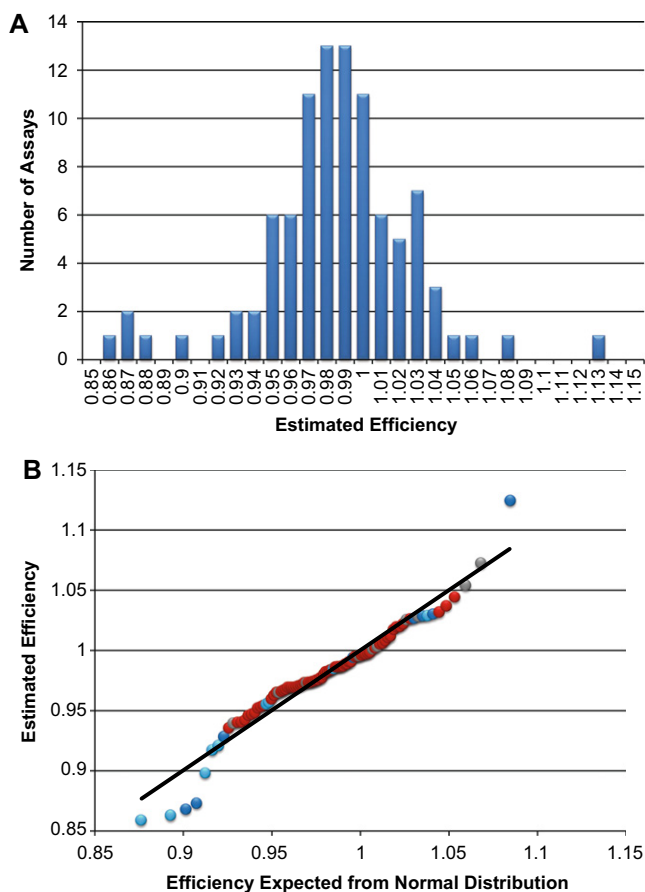 A
14
12
10
8
6
4
2
0
Number of Assays
0.85 0.86 0.87 0.88 0.89 0.9 0.91 0.92 0.93 0.94 0.95 0.96 0.97 0.98 0.99 1 1.01 1.02 1.03 1.04 1.05 1.06 1.07 1.08 1.09 1.1 1.11 1.12 1.13 1.14 1.15
Estimated Efficiency
B
1.15
1.1
1.05
1
0.95
0.9
0.85
Estimated Efficiency
0.85 0.9 0.95 1 1.05 1.1 1.15
Efficiency Expected from Normal Distribution